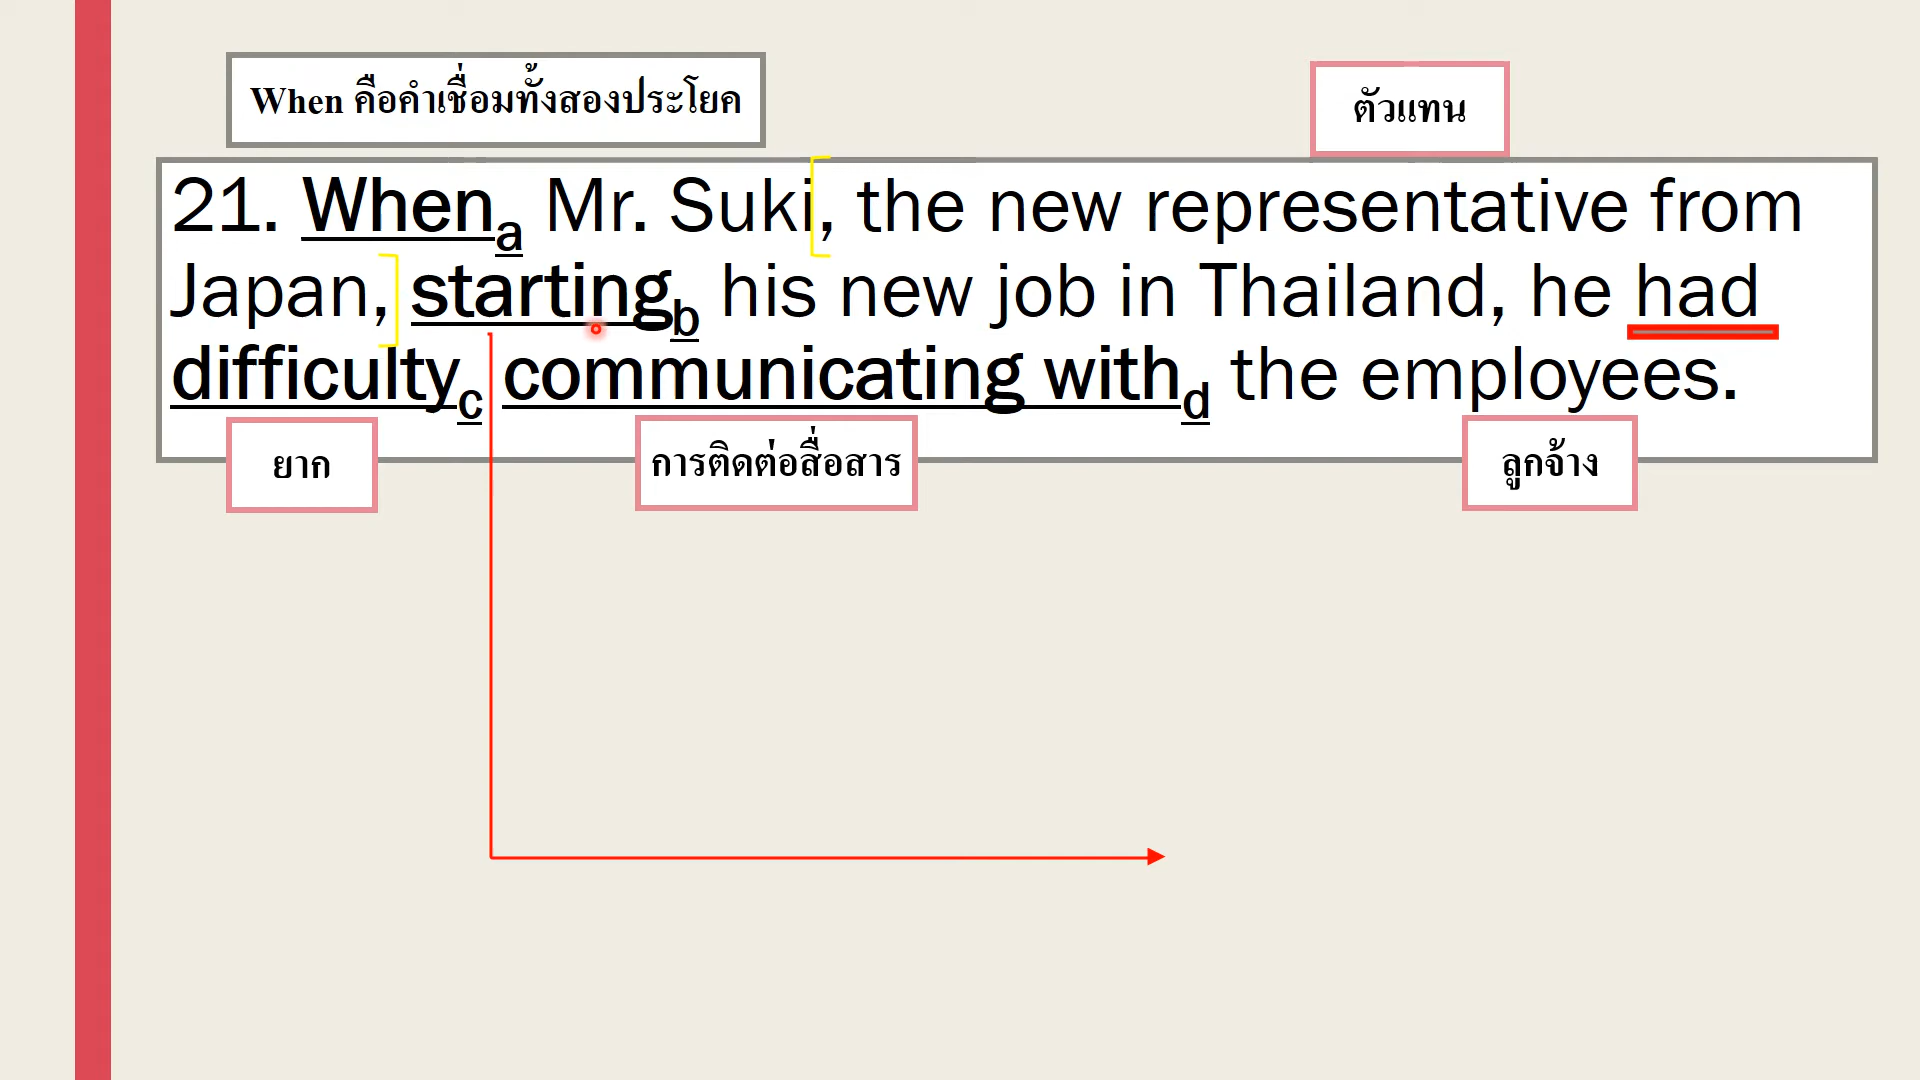 When คือคำเชื่อมทั้งสองประโยค
ตัวแทน
21. Whena Mr. Suki, the new representative from
Japan, startingb his new job in Thailand, he had
difficultyc communicating withd the employees.
ยาก
การติดต่อสื่อสาร
ลูกจ้าง